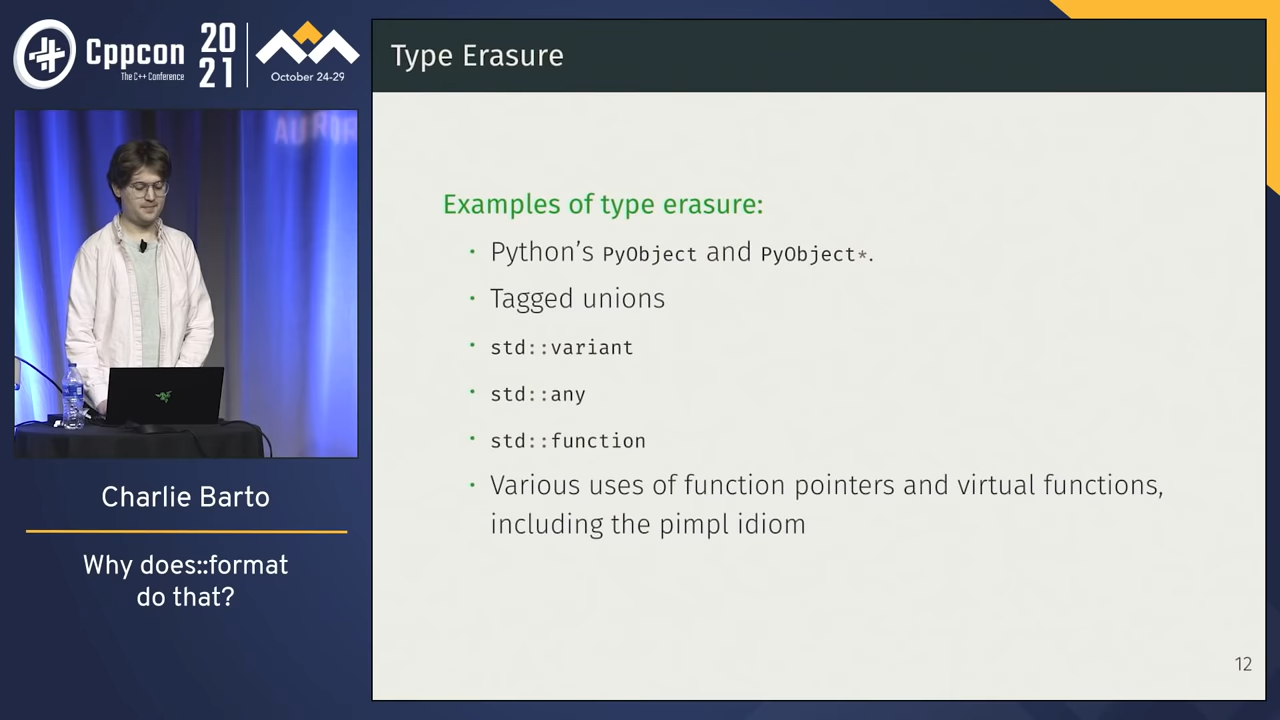 Cppcon
The C++ Conference
20
21
October 24-29
Type Erasure
AUROR
Examples of type erasure:
· Python's PyObject and PyObject*.
· Tagged unions
· std::variant
· std::any
· std::function
· Various uses of function pointers and virtual functions,
including the pimpl idiom
Charlie Barto
Why does::format
do that?
12